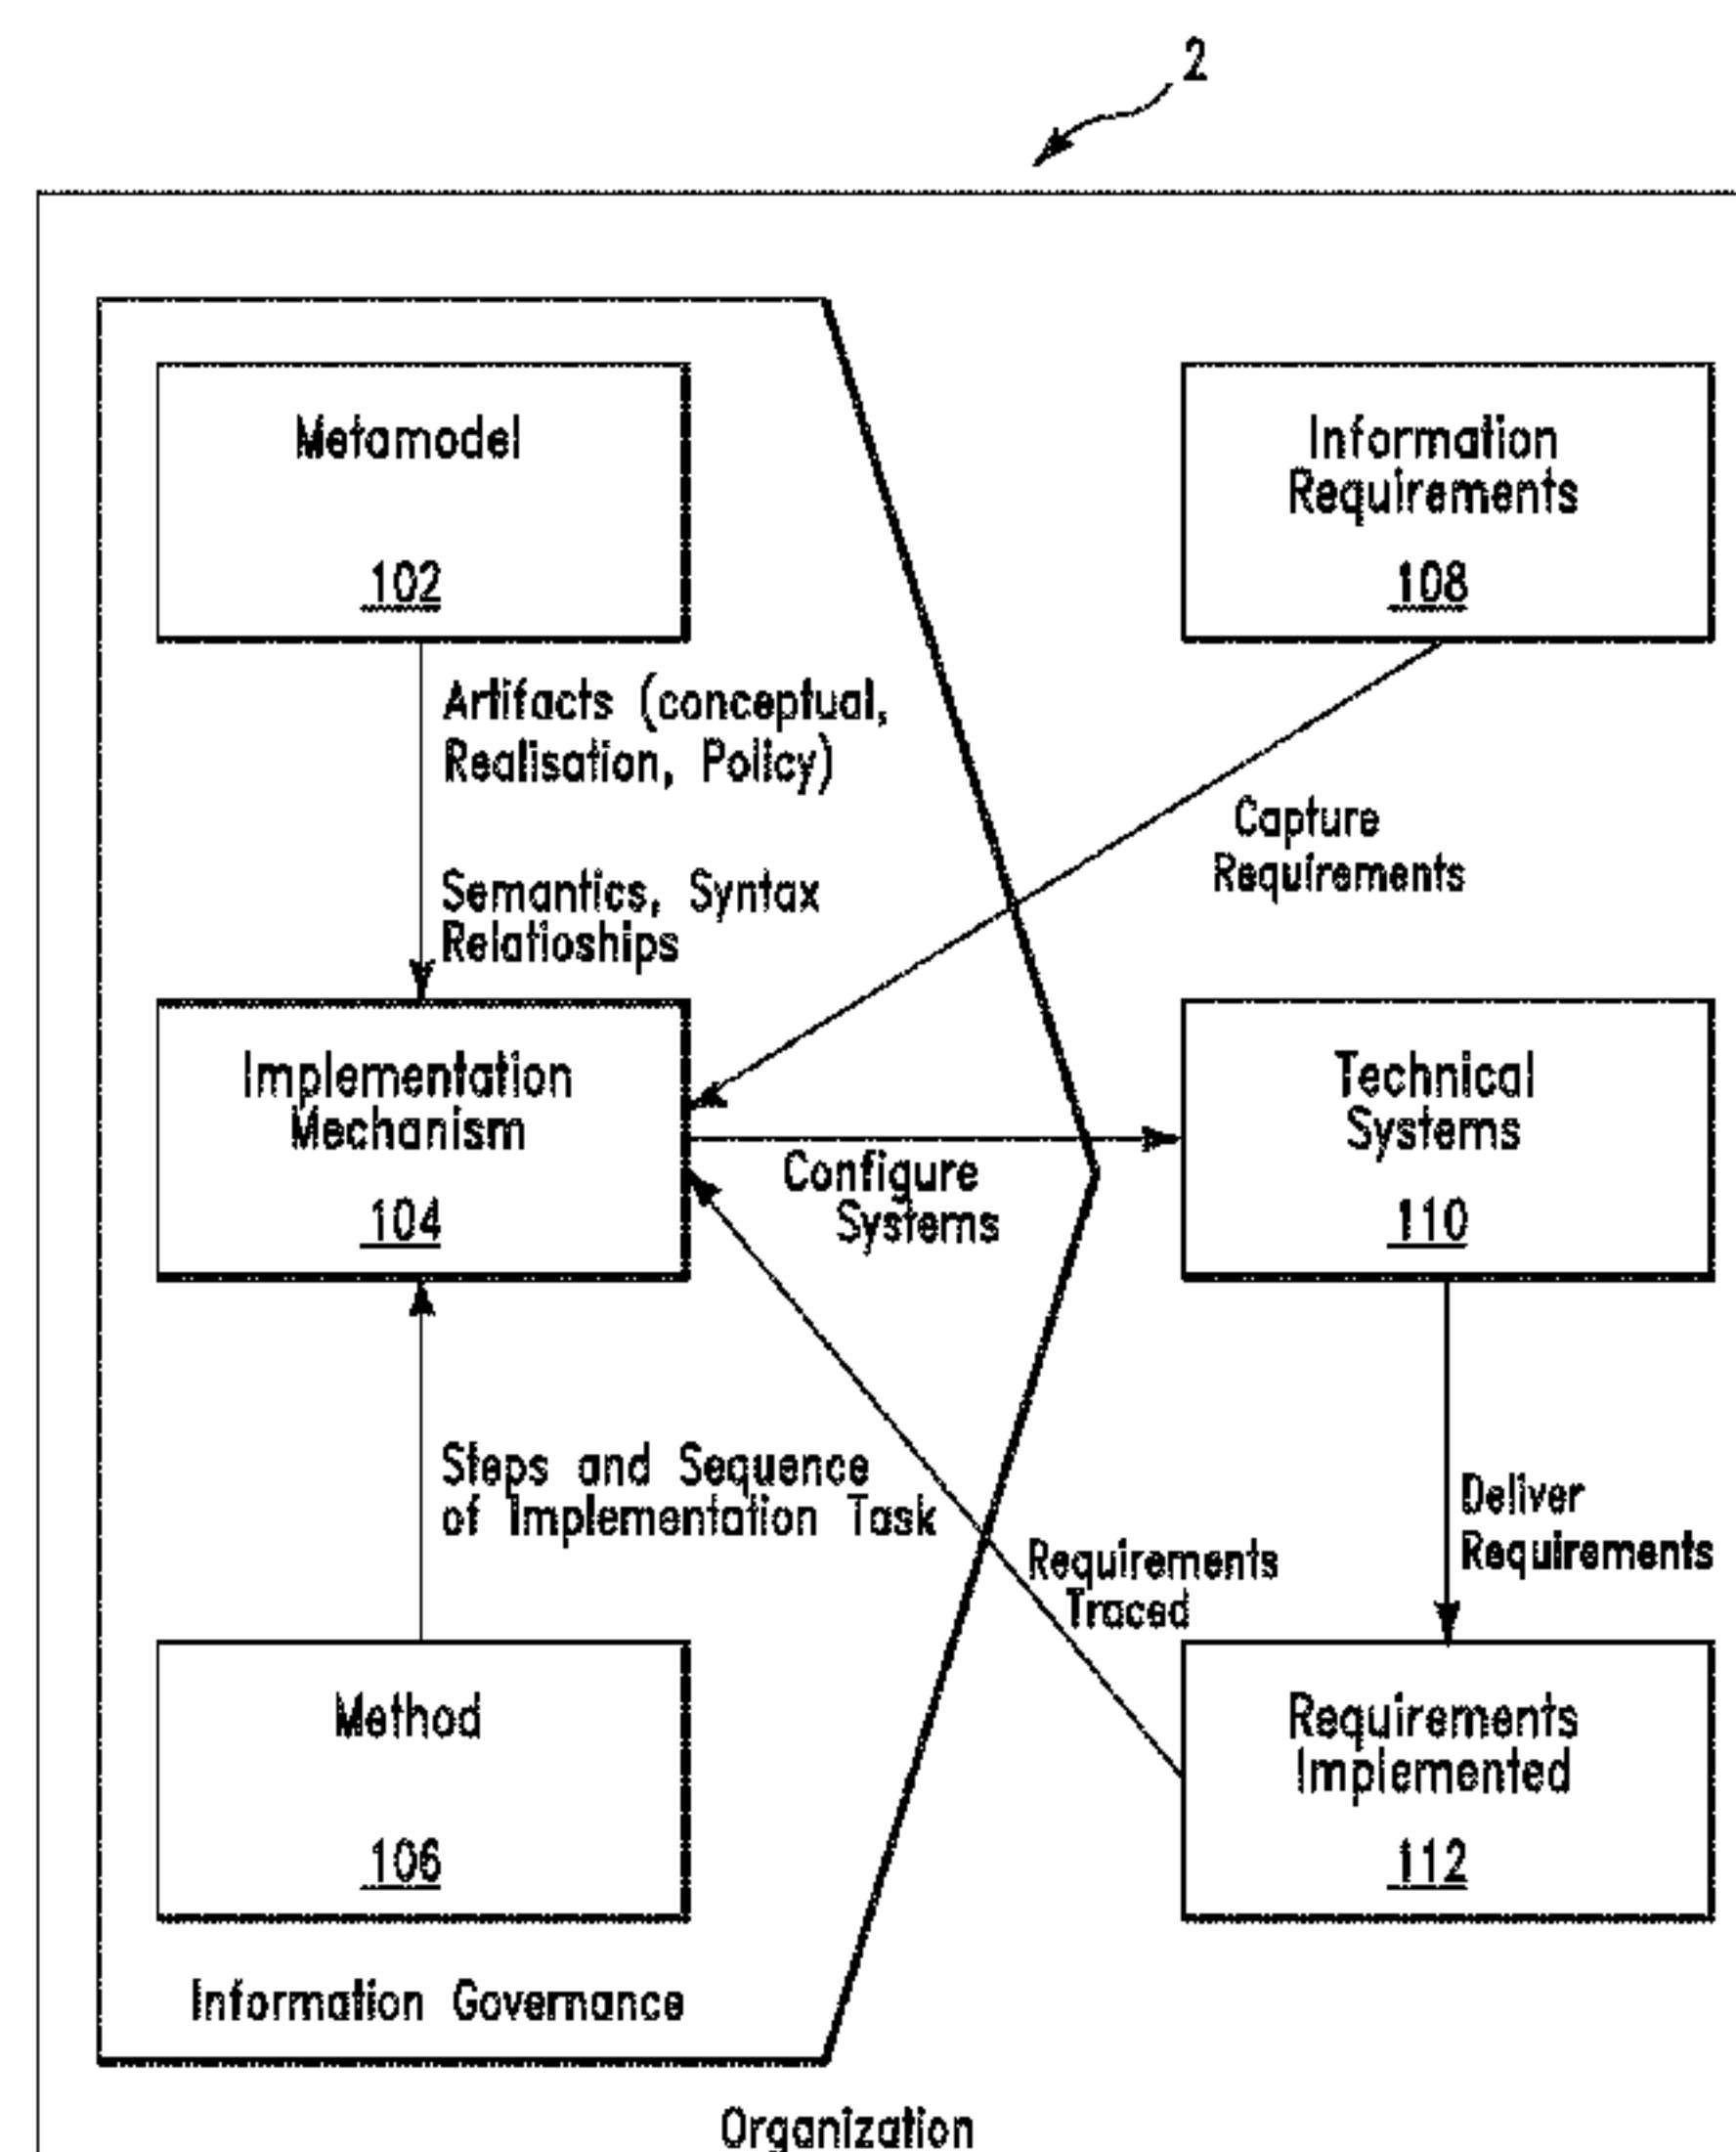 2
Metamodel
102
Information
Requirements
108
Artifacts (conceptual,
Realisation, Policy)
Semantics, Syntax
Relatioships
Capture
Requirements
Implementation
Mechanism
104
Configure
Systems
Technical
Systems
110
Steps and Sequence
of Implementation Task
Requirements
Traced
Deliver
Requirements
Method
106
Requirements
Implemented
112
Information Governance
Organization